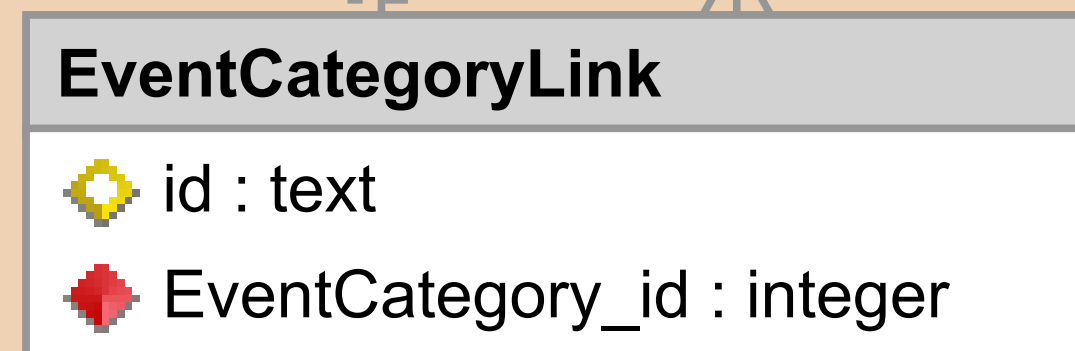 EventCategoryLink
id : text
EventCategory_id : integer